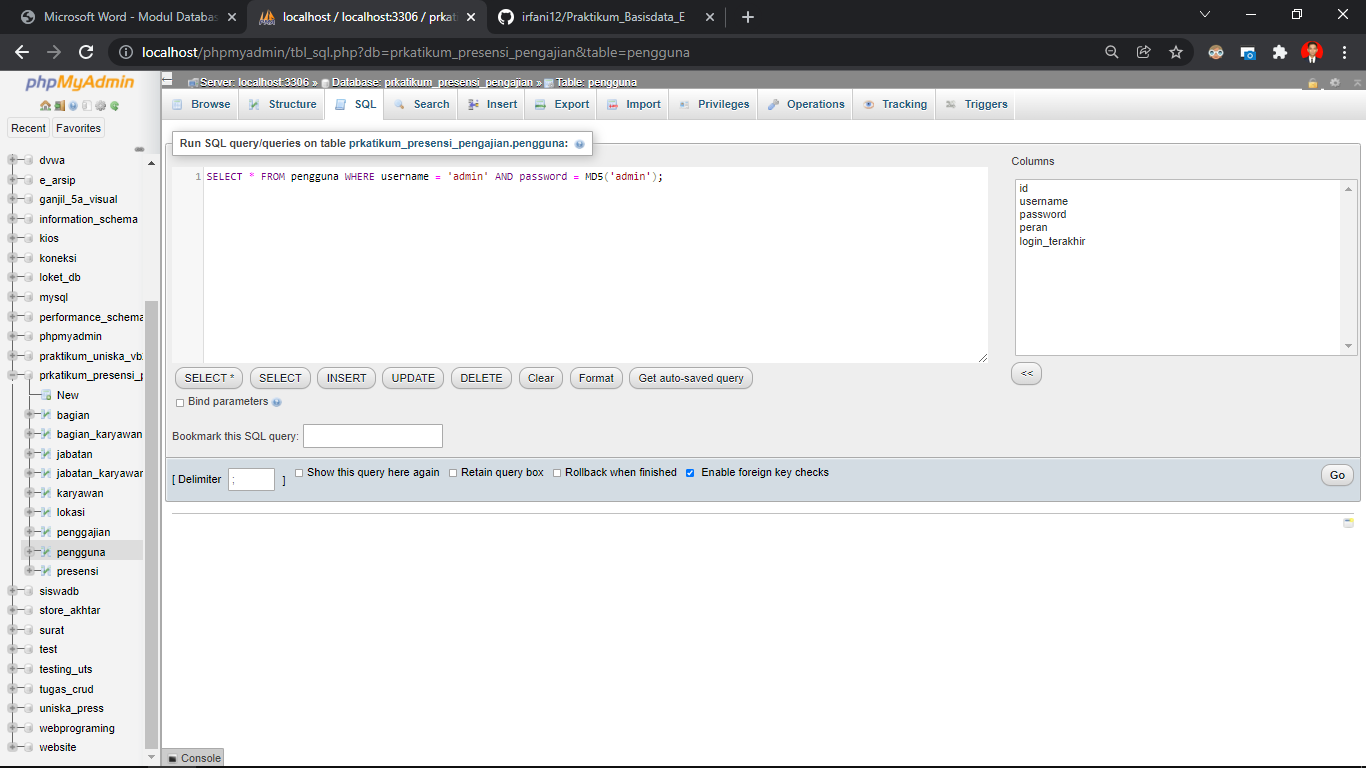 Microsoft Word - Modul Databas
localhost / localhost:3306 / prkat
irfani12/Praktikum_Basisdata_E
localhost/phpmyadmin/tbl_sql.php?db=prkatikum_presensi_pengajian&table=pengguna
phpMyAdmin
Recent Favorites
dvwa
e_arsip
ganjil_5a_visual
information_schema
kios
koneksi
loket_db
mysql
performance_schema
phpmyadmin
praktikum_uniska_vb
prkatikum_presensi_p
New
bagian
bagian_karyawan
jabatan
jabatan_karyawan
karyawan
lokasi
penggajian
pengguna
presensi
siswadb
store_akhtar
surat
test
testing_uts
tugas_crud
uniska_press
webprograming
website
Server: localhost:3306 » Database: prkatikum_presensi_pengajian » Table: pengguna
Browse Structure SQL Search Insert Export Import Privileges Operations Tracking Triggers
Run SQL query/queries on table prkatikum_presensi_pengajian.pengguna:
1 SELECT * FROM pengguna WHERE username = 'admin' AND password = MD5('admin');
Columns
id
username
password
peran
login_terakhir
SELECT * SELECT INSERT UPDATE DELETE Clear Format Get auto-saved query
<<
Bind parameters
Bookmark this SQL query:
[ Delimiter ; ] Show this query here again Retain query box Rollback when finished Enable foreign key checks Go
Console